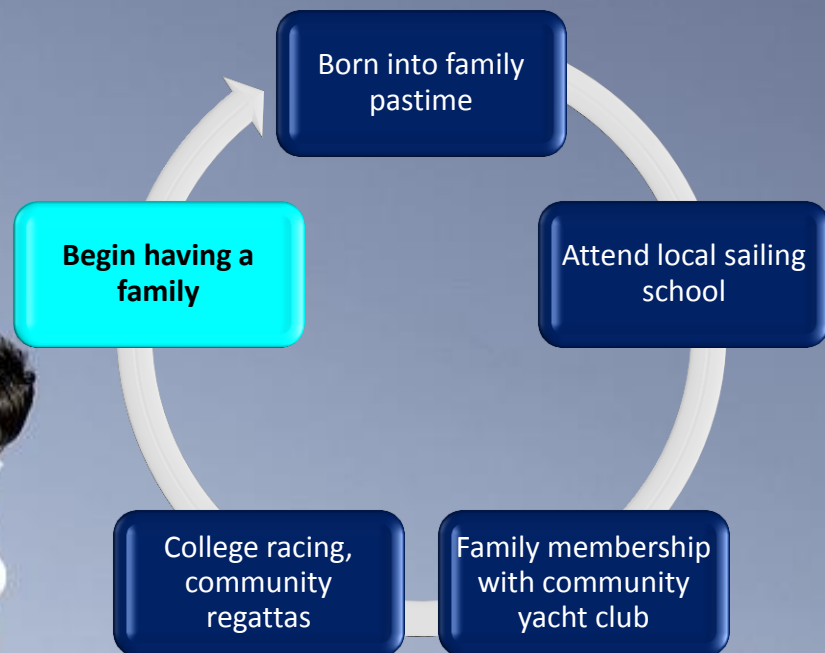 Born into family
pastime
Attend local sailing
school
Family membership
with community
yacht club
College racing,
community
regattas
Begin having a
family